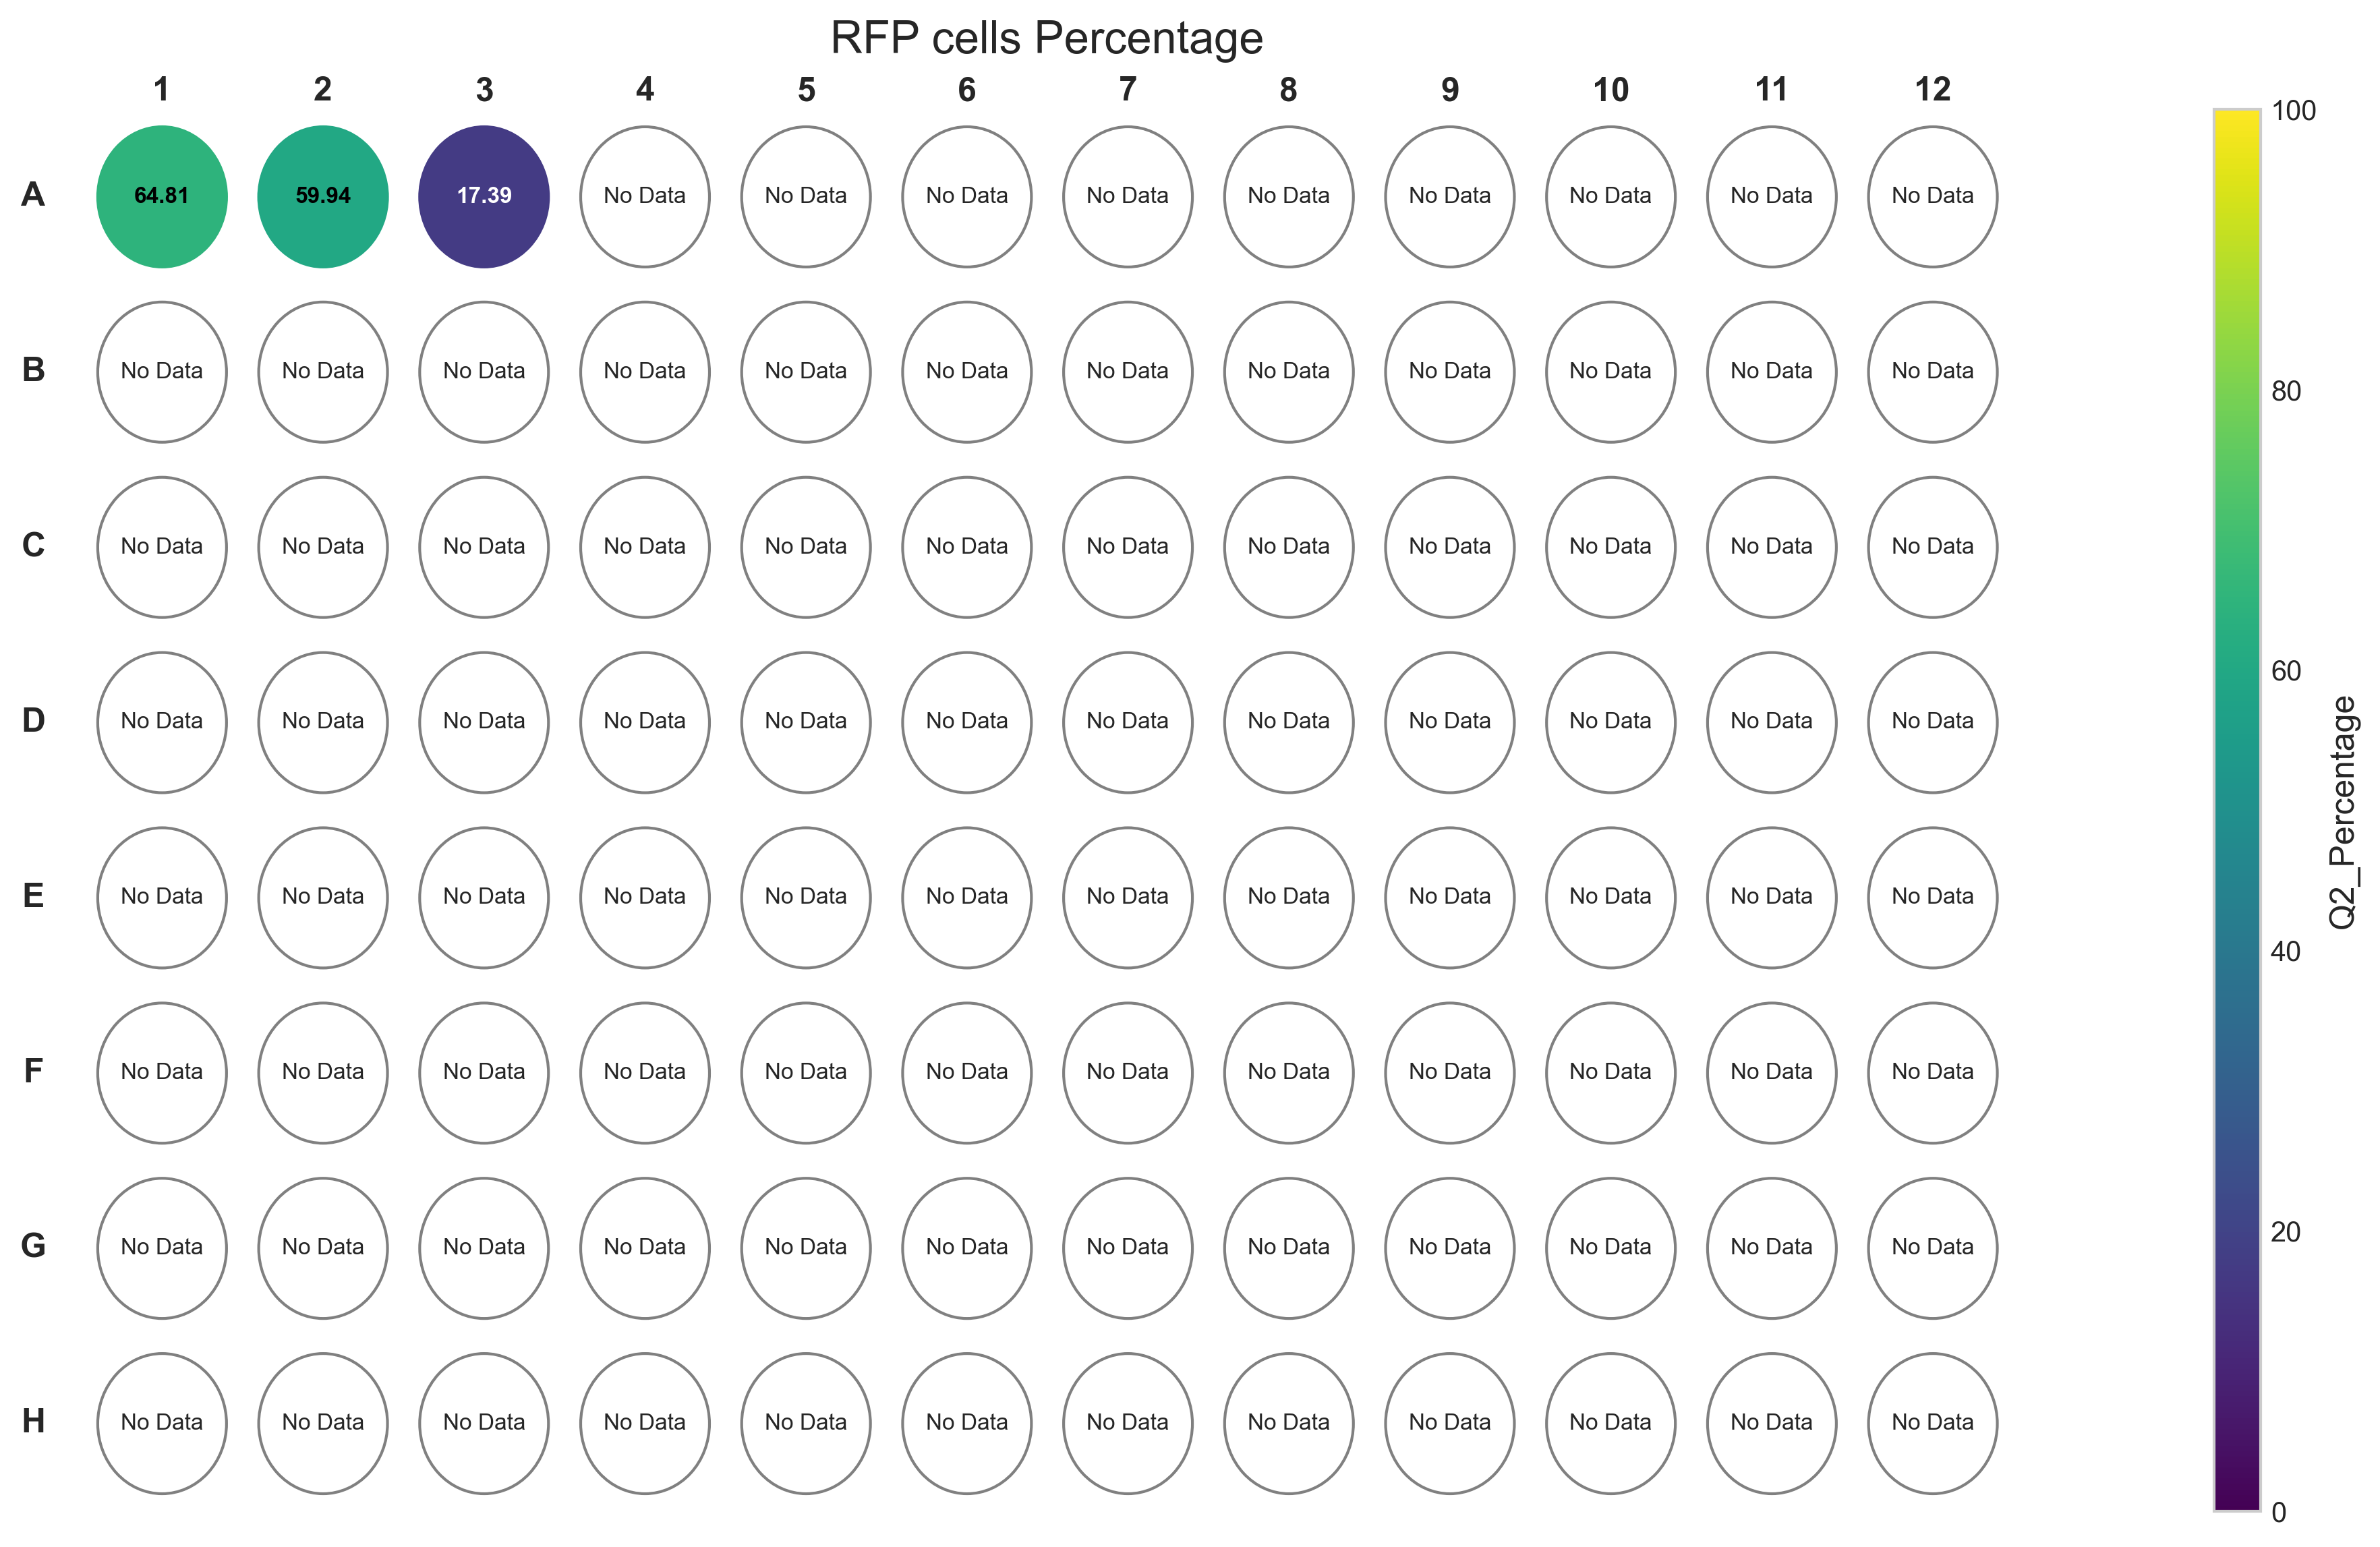 RFP cells Percentage
1 2 3 4 5 6 7 8 9 10 11 12
A 64.81 59.94 17.39 No Data No Data No Data No Data No Data No Data No Data No Data No Data
B No Data No Data No Data No Data No Data No Data No Data No Data No Data No Data No Data No Data
C No Data No Data No Data No Data No Data No Data No Data No Data No Data No Data No Data No Data
D No Data No Data No Data No Data No Data No Data No Data No Data No Data No Data No Data No Data
E No Data No Data No Data No Data No Data No Data No Data No Data No Data No Data No Data No Data
F No Data No Data No Data No Data No Data No Data No Data No Data No Data No Data No Data No Data
G No Data No Data No Data No Data No Data No Data No Data No Data No Data No Data No Data No Data
H No Data No Data No Data No Data No Data No Data No Data No Data No Data No Data No Data No Data
100
80
60
40
20
0
Q2_Percentage